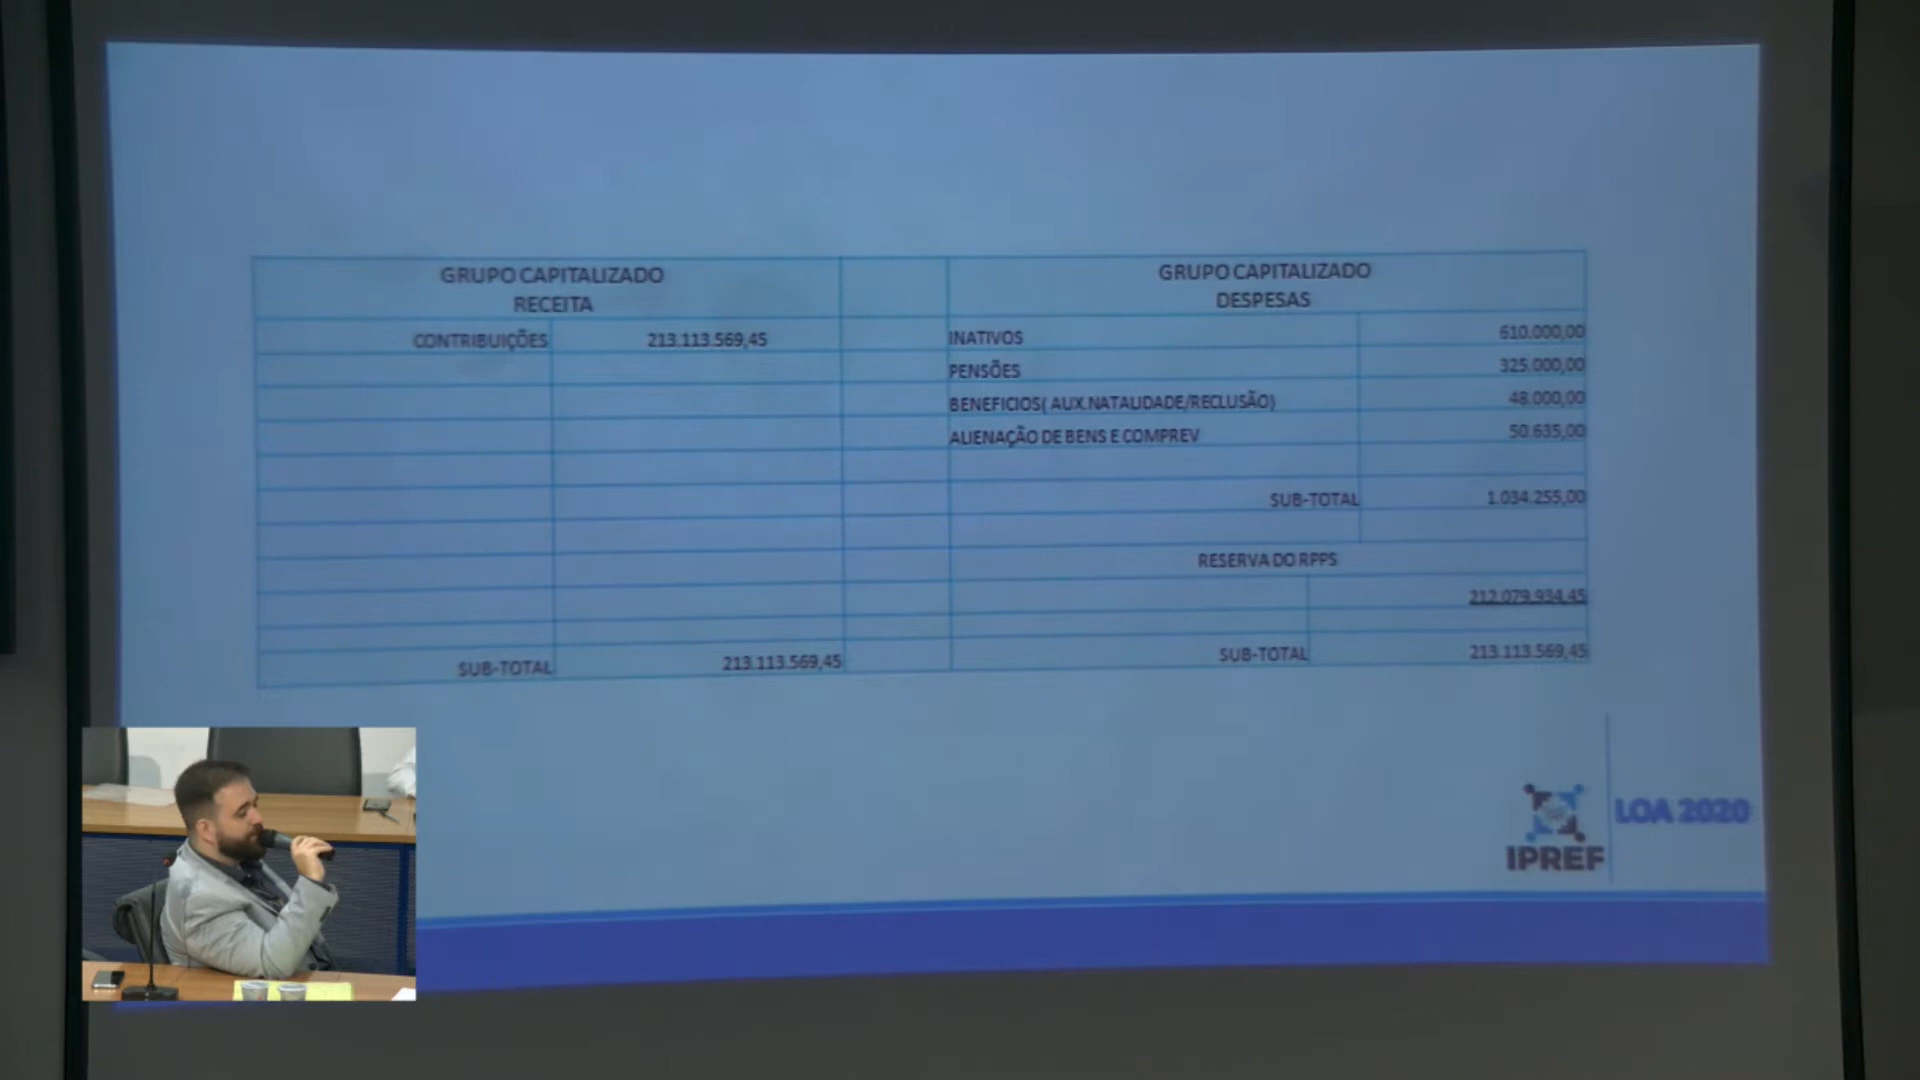 GRUPO CAPITALIZADO
RECEITA
CONTRIBUIÇÕES 213.113.569,45
SUB-TOTAL 213.113.569,45
GRUPO CAPITALIZADO
DESPESAS
INATIVOS 610.000,00
PENSÕES 325.000,00
BENEFICIOS( AUX.NATALIDADE/RECLUSÃO) 48.000,00
ALIENAÇÃO DE BENS E COMPREV 50.635,00
SUB-TOTAL 1.034.255,00
RESERVA DO RPPS
212.079.934,45
SUB-TOTAL 213.113.569,45
IPREF
LOA 2020